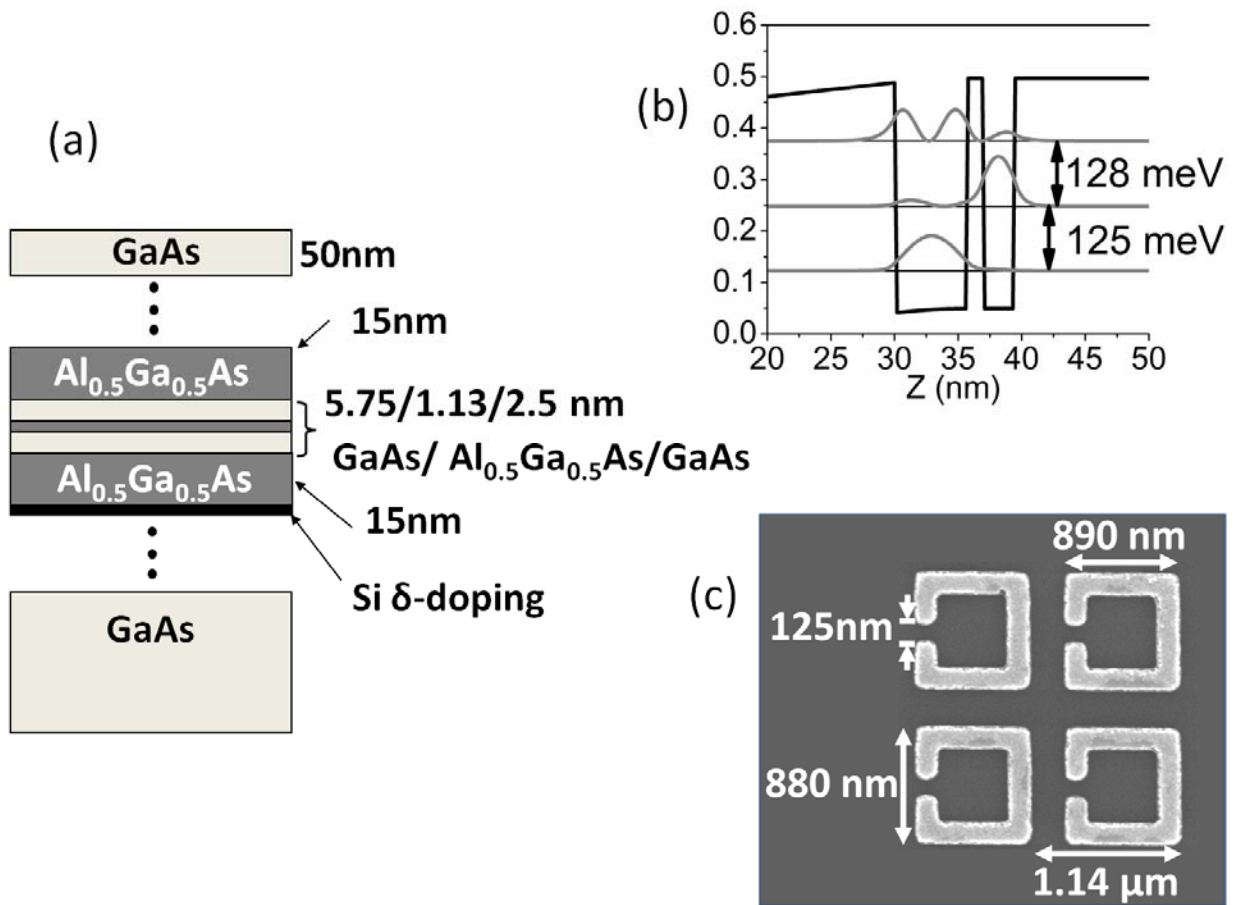 (a)
GaAs
50nm
15nm
Al0.5Ga0.5As
5.75/1.13/2.5 nm
GaAs/ Al0.5Ga0.5As/GaAs
Al0.5Ga0.5As
15nm
Si δ-doping
GaAs
(b)
0.6
0.5
0.4
0.3
0.2
0.1
0.0
128 meV
125 meV
20 25 30 35 40 45 50
Z (nm)
(c)
890 nm
125nm
880 nm
1.14 μm